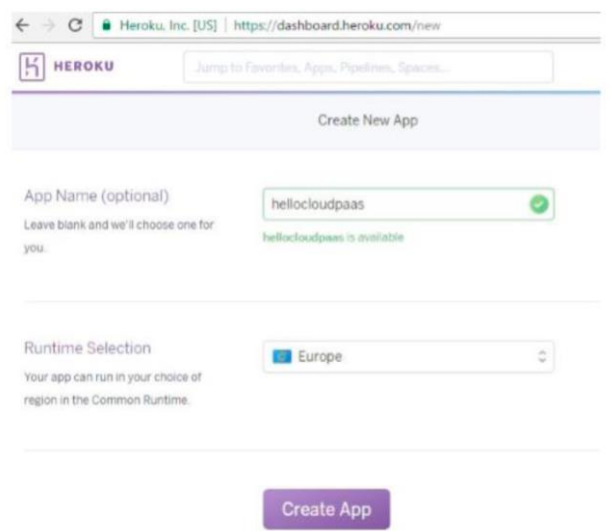 Heroku, Inc. [US] | https://dashboard.heroku.com/new
HEROKU
Jump to Favorites, Apps, Pipelines, Spaces...
Create New App
App Name (optional)
Leave blank and we'll choose one for
you.
hellocloudpaas
hellocloudpaas is available
Runtime Selection
Your app can run in your choice of
region in the Common Runtime.
Europe
Create App